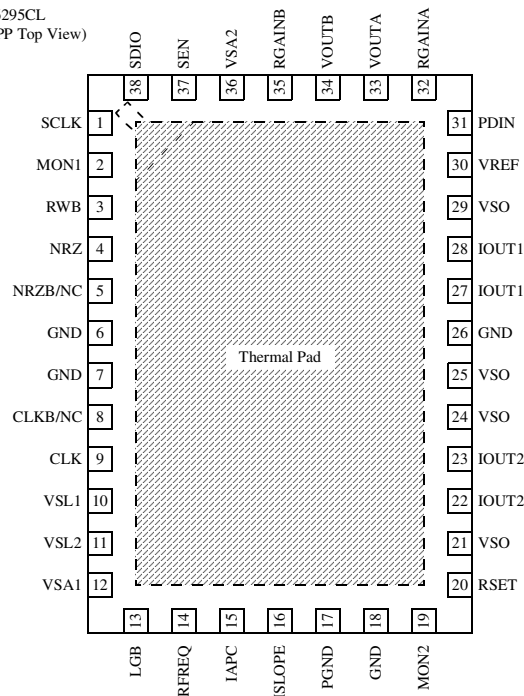 295CL
PP Top View)
38 SDIO
37 SEN
36 VSA2
35 RGAINB
34 VOUTB
33 VOUTA
32 RGAINA
SCLK 1
MON1 2
RWB 3
NRZ 4
NRZB/NC 5
GND 6
GND 7
CLKB/NC 8
CLK 9
VSL1 10
VSL2 11
VSA1 12
Thermal Pad
31 PDIN
30 VREF
29 VSO
28 IOUT1
27 IOUT1
26 GND
25 VSO
24 VSO
23 IOUT2
22 IOUT2
21 VSO
20 RSET
LGB 13
RFREQ 14
IAPC 15
ISLOPE 16
PGND 17
GND 18
MON2 19